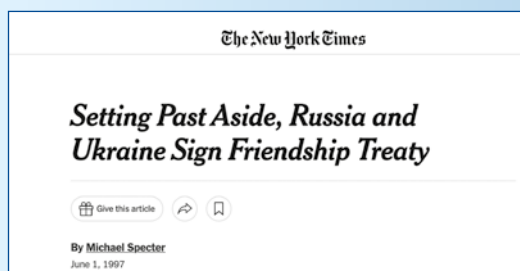 The New York Times
Setting Past Aside, Russia and
Ukraine Sign Friendship Treaty
Give this article
By Michael Specter
June 1, 1997